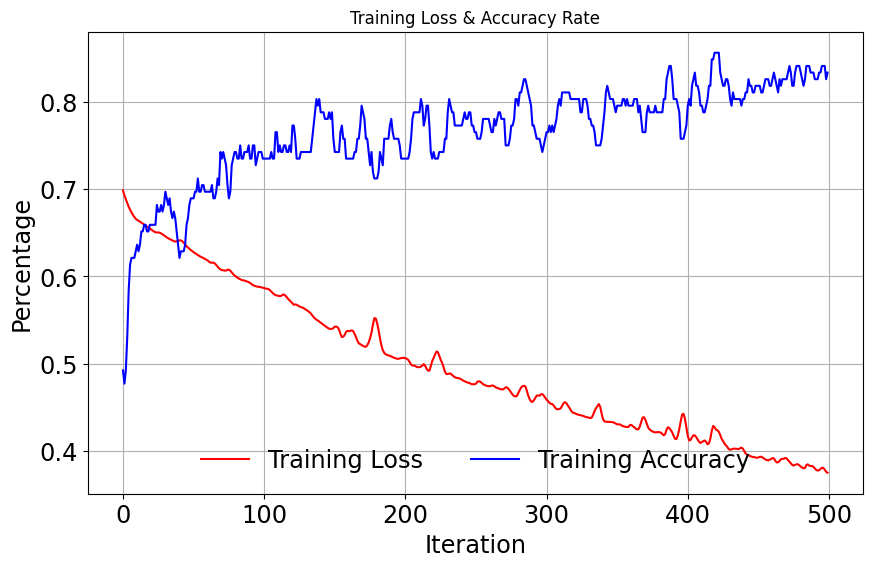 Training Loss & Accuracy Rate
Percentage
0.8
0.7
0.6
0.5
0.4
Training Loss
Training Accuracy
0 100 200 300 400 500
Iteration